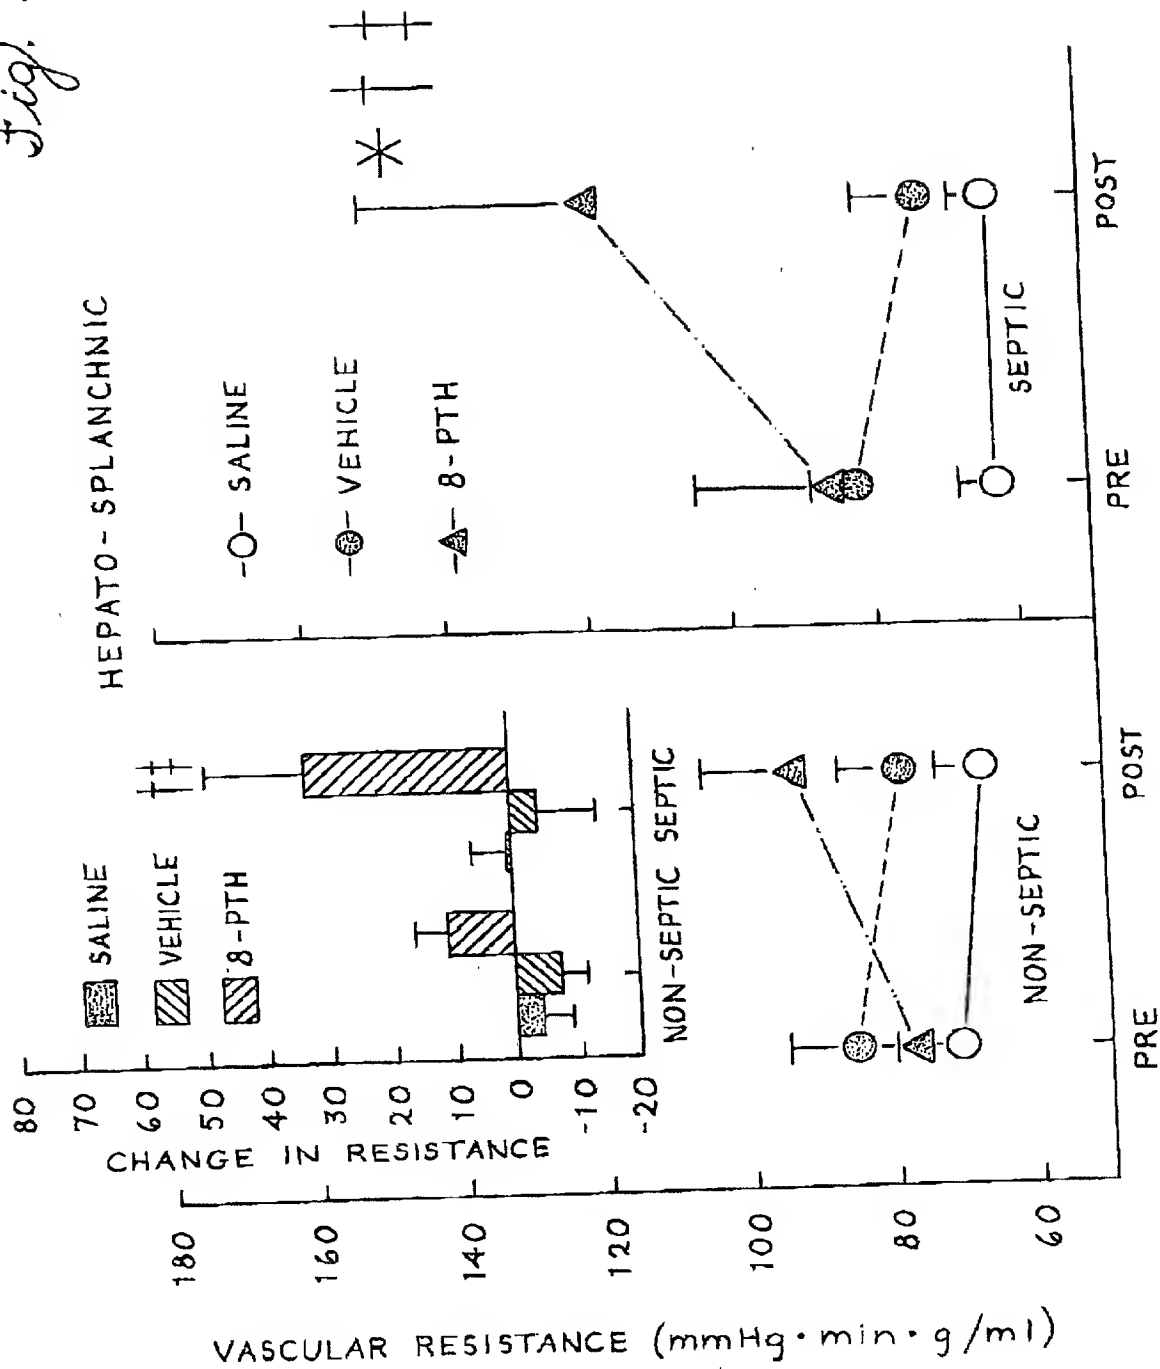 Fig.
HEPATO-SPLANCHNIC
SALINE
VEHICLE
8-PTH
80
70
60
50
40
30
20
10
0
-10
-20
CHANGE IN RESISTANCE
NON-SEPTIC SEPTIC
-O- SALINE
-●- VEHICLE
-▲- 8-PTH
* † ‡
† ‡
180
160
140
120
100
80
60
VASCULAR RESISTANCE (mmHg·min·g/ml)
NON-SEPTIC
SEPTIC
PRE
POST
PRE
POST